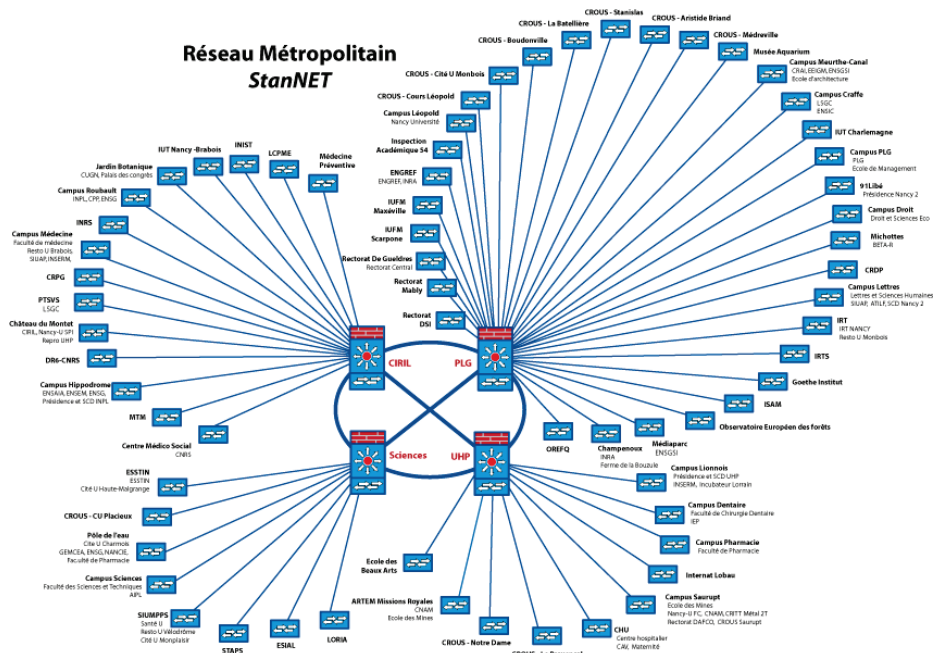 Réseau Métropolitain
StanNET
CROUS - Stanislas
CROUS - Aristide Briand
CROUS - La Batellière
CROUS - Médreville
CROUS - Boudonville
Musée Aquarium
CROUS - Cité U Monbois
Campus Meurthe-Canal
CRAI, EEIGM, ENSGSI
Ecole d'architecture
CROUS - Cours Léopold
Campus Craffe
LSGC
ENSIC
Campus Léopold
Nancy Université
IUT Charlemagne
Inspection
Académique 54
Campus PLG
PLG
Ecole de Management
ENGREF
ENGREF, INRA
91Libé
Présidence Nancy 2
IUFM
Maxéville
Campus Droit
Droit et Sciences Eco
IUFM
Scarpone
Michottes
BETA-R
Rectorat De Gueldres
Rectorat Central
CRDP
Rectorat
Mably
Campus Lettres
Lettres et Sciences Humaines
SIUAP, ATILF, SCD Nancy 2
Rectorat
DSI
IRT
IRT NANCY
Resto U Monbois
IRTS
Goethe Institut
ISAM
Observatoire Européen des forêts
Médiaparc
ENSGSI
Champenoux
INRA
Ferme de la Bouzule
OREFQ
Médecine
Préventive
LCPME
INIST
IUT Nancy -Brabois
Jardin Botanique
CUGN, Palais des congrès
Campus Roubault
INPL, CPP, ENSG
INRS
Campus Médecine
Faculté de médecine
Resto U Brabois,
SIUAP, INSERM,
CRPG
PTSVS
LSGC
Château du Montet
CIRIL, Nancy-U SPI
Repro UHP
DR6-CNRS
Campus Hippodrome
ENSAIA, ENSEM, ENSG,
Présidence et SCD INPL
MTM
Centre Médico Social
CNRS
CIRIL
PLG
Sciences
UHP
ESSTIN
ESSTIN
Cité U Haute-Malgrange
CROUS - CU Placieux
Pôle de l'eau
Cite U Charmois
GEMCEA, ENSG, NANCIE,
Faculté de Pharmacie
Campus Sciences
Faculté des Sciences et Techniques
AIPL
SIUMPPS
Santé U
Resto U Vélodrôme
Cité U Monplaisir
STAPS
ESIAL
LORIA
Ecole des
Beaux Arts
ARTEM Missions Royales
CNAM
Ecole des Mines
CROUS - Notre Dame
CHU
Centre hospitalier
CAV, Maternité
Campus Saurupt
Ecole des Mines
Nancy-U FC, CNAM, CRITT Métal 2T
Rectorat DAFCO, CROUS Saurupt
Internat Lobau
Campus Pharmacie
Faculté de Pharmacie
Campus Dentaire
Faculté de Chirurgie Dentaire
IEP
Campus Lionnois
Présidence et SCD UHP
INSERM, Incubateur Lorrain